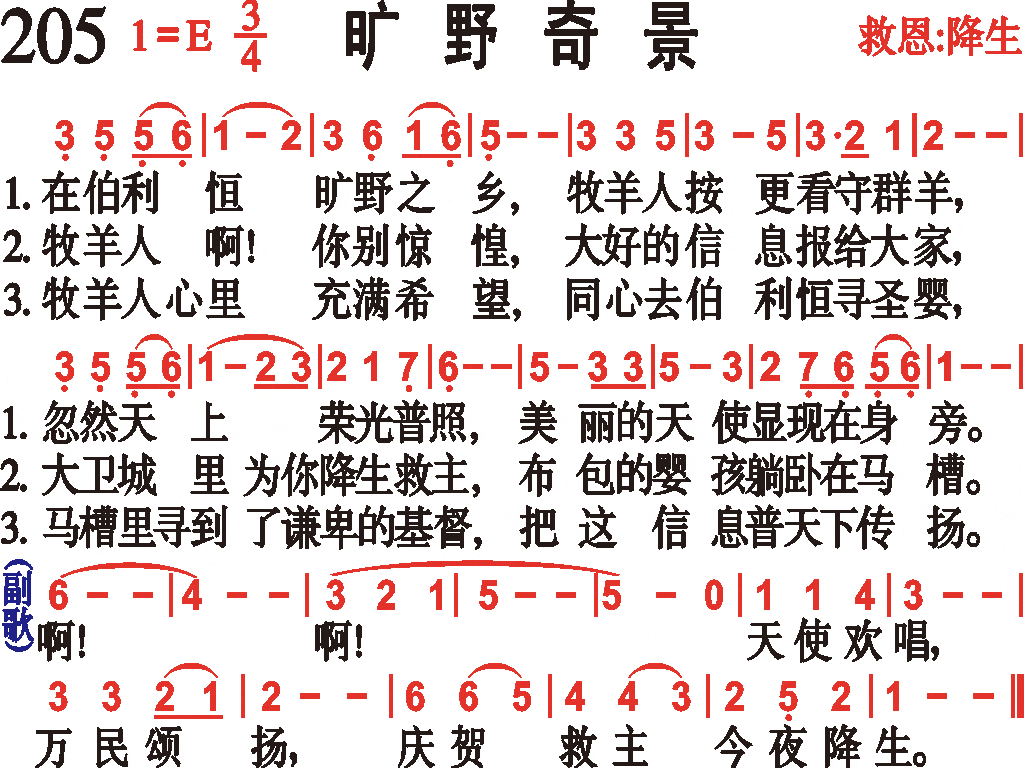 205 1=E 3/4 旷野奇景 救恩:降生
3 5 5 6|1 - 2|3 6 1 6|5 - -|3 3 5|3 - 5|3·2 1|2 - -|
1. 在伯利 恒 旷野之 乡, 牧羊人按 更看守群羊,
2. 牧羊人 啊! 你别惊 惶, 大好的信 息报给大家,
3. 牧羊人心里 充满希 望, 同心去伯 利恒寻圣婴,
3 5 5 6|1 - 2 3|2 1 7|6 - -|5 - 3 3|5 - 3|2 7 6 5 6|1 - -|
1. 忽然天 上 荣光普照, 美 丽的天 使显现在身 旁。
2. 大卫城 里 为你降生救主, 布 包的婴 孩躺卧在马 槽。
3. 马槽里寻到 了谦卑的基督, 把 这 信 息普天下传 扬。
(副歌) 6 - -|4 - -|3 2 1|5 - -|5 - 0|1 1 4|3 - -|
啊! 啊! 天使欢唱,
3 3 2 1|2 - -|6 6 5|4 4 3|2 5 2|1 - -‖
万民颂 扬, 庆贺 救主 今夜降生。